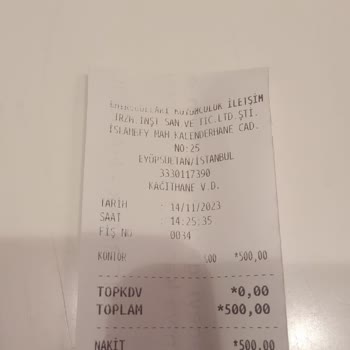 KUYUMCULUK İLETİŞİM
SAN VE TİC.LTD.ŞTİ.
MAH KALENDERHANE CAD.
NO:25
EYÜPSULTAN/İSTANBUL
3330117390
KAĞITHANE V.D.
TARİH : 14/11/2023
SAAT : 14:25:35
FİŞ NO : 0034
KONTÖR *500,00
TOPKDV *0,00
TOPLAM *500,00
NAKİT *500,00